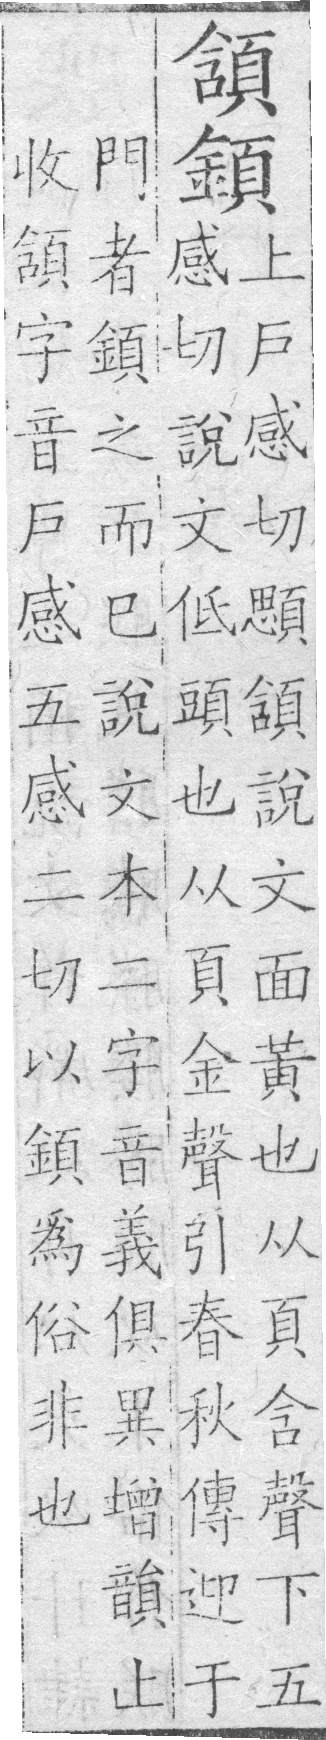 頷顉
上戶感切顋頷說文面黃也从頁含聲下五
感切說文低頭也从頁金聲引春秋傳迎于
門者顉之而巳說文本二字音義俱異增韻止
收頷字音戶感五感二切以顉爲俗非也